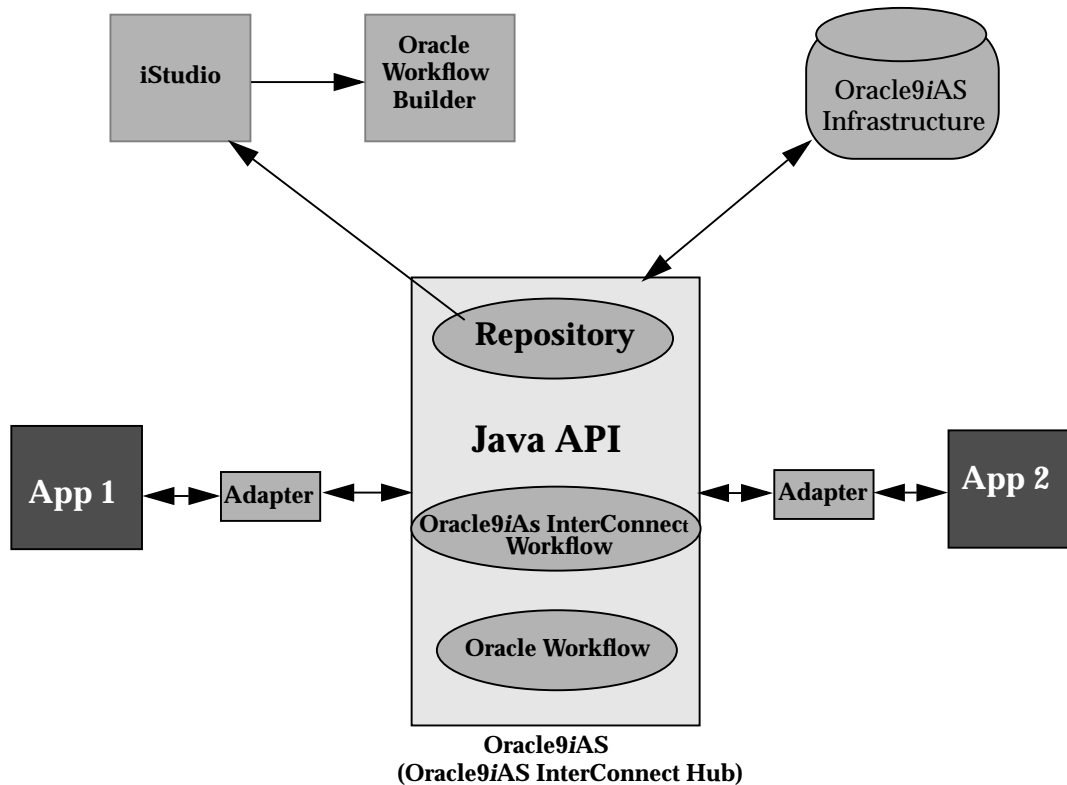 iStudio
Oracle
Workflow
Builder
Oracle9iAS
Infrastructure
Repository
Java API
App 1
Adapter
Adapter
App 2
Oracle9iAs InterConnect
Workflow
Oracle Workflow
Oracle9iAS
(Oracle9iAS InterConnect Hub)